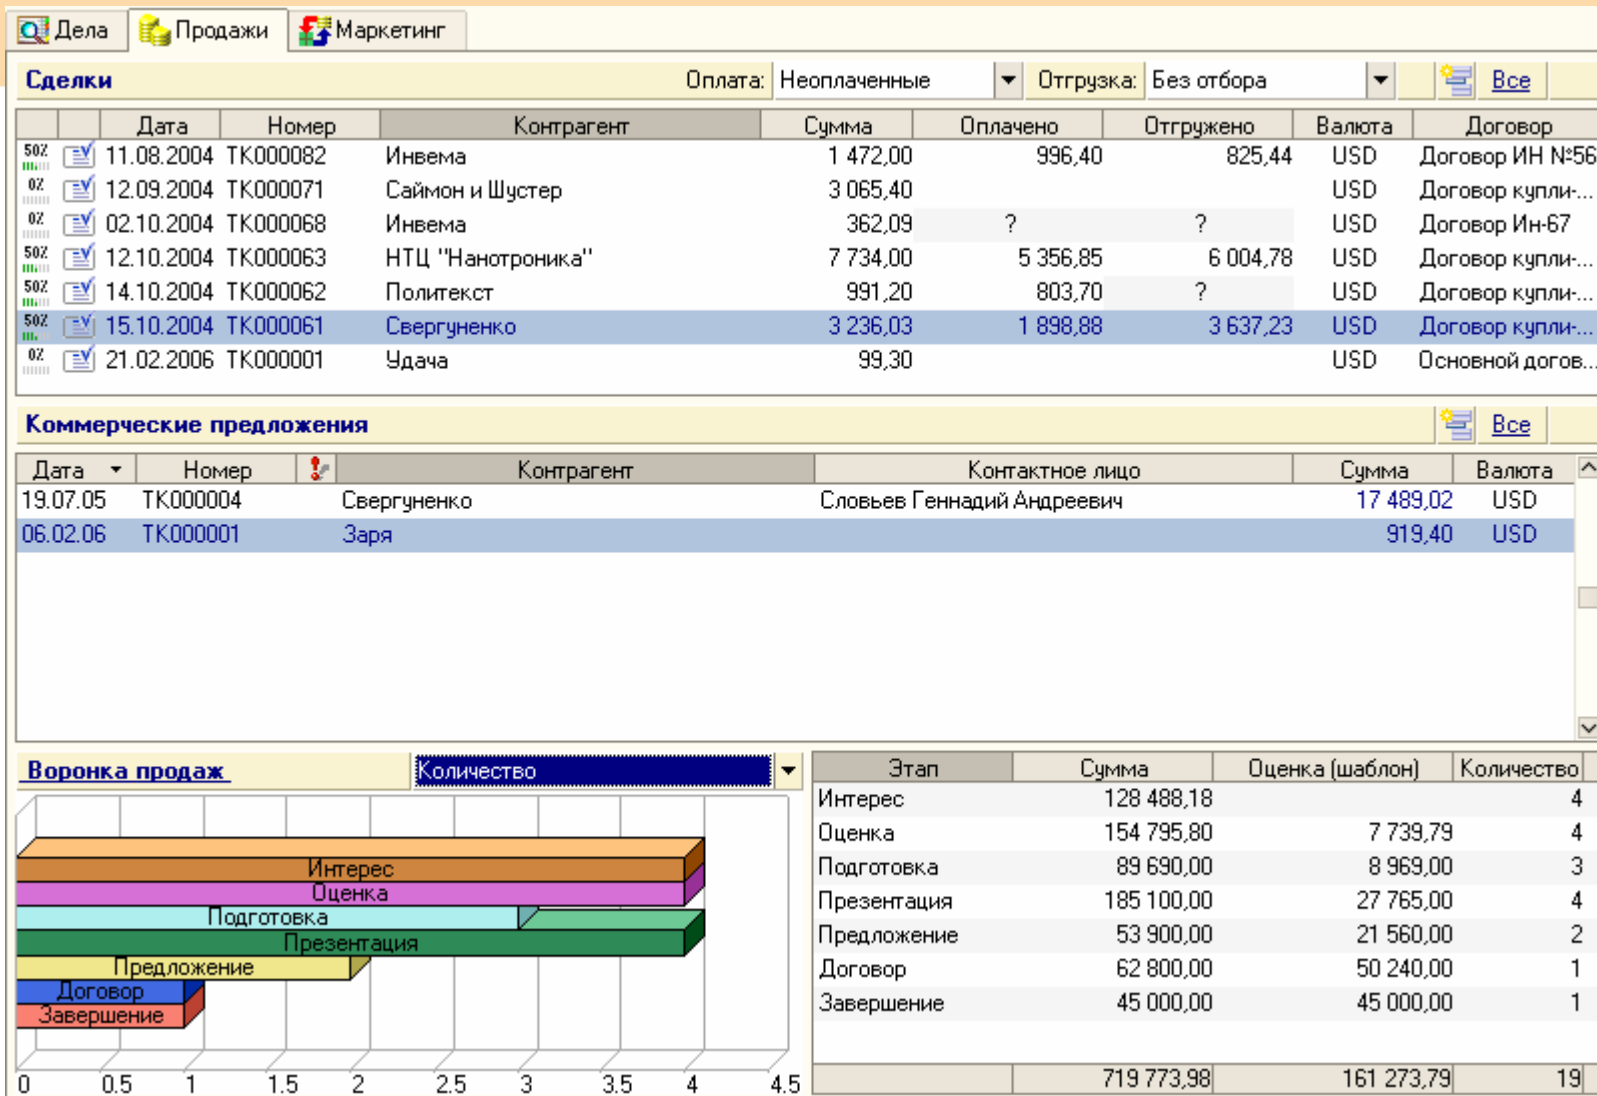 Дела Продажи Маркетинг
Сделки Оплата: Неоплаченные Отгрузка: Без отбора Все
Дата Номер Контрагент Сумма Оплачено Отгружено Валюта Договор
50% 11.08.2004 ТК000082 Инвема 1 472,00 996,40 825,44 USD Договор ИН №56
0% 12.09.2004 ТК000071 Саймон и Шустер 3 065,40 USD Договор купли-...
0% 02.10.2004 ТК000068 Инвема 362,09 ? ? USD Договор Ин-67
50% 12.10.2004 ТК000063 НТЦ "Нанотроника" 7 734,00 5 356,85 6 004,78 USD Договор купли-...
50% 14.10.2004 ТК000062 Политекст 991,20 803,70 ? USD Договор купли-...
50% 15.10.2004 ТК000061 Свергуненко 3 236,03 1 898,88 3 637,23 USD Договор купли-...
0% 21.02.2006 ТК000001 Удача 99,30 USD Основной догов...
Коммерческие предложения Все
Дата Номер Контрагент Контактное лицо Сумма Валюта
19.07.05 ТК000004 Свергуненко Словьев Геннадий Андреевич 17 489,02 USD
06.02.06 ТК000001 Заря 919,40 USD
Воронка продаж Количество
Интерес
Оценка
Подготовка
Презентация
Предложение
Договор
Завершение
0 0.5 1 1.5 2 2.5 3 3.5 4 4.5
Этап Сумма Оценка (шаблон) Количество
Интерес 128 488,18 4
Оценка 154 795,80 7 739,79 4
Подготовка 89 690,00 8 969,00 3
Презентация 185 100,00 27 765,00 4
Предложение 53 900,00 21 560,00 2
Договор 62 800,00 50 240,00 1
Завершение 45 000,00 45 000,00 1
719 773,98 161 273,79 19